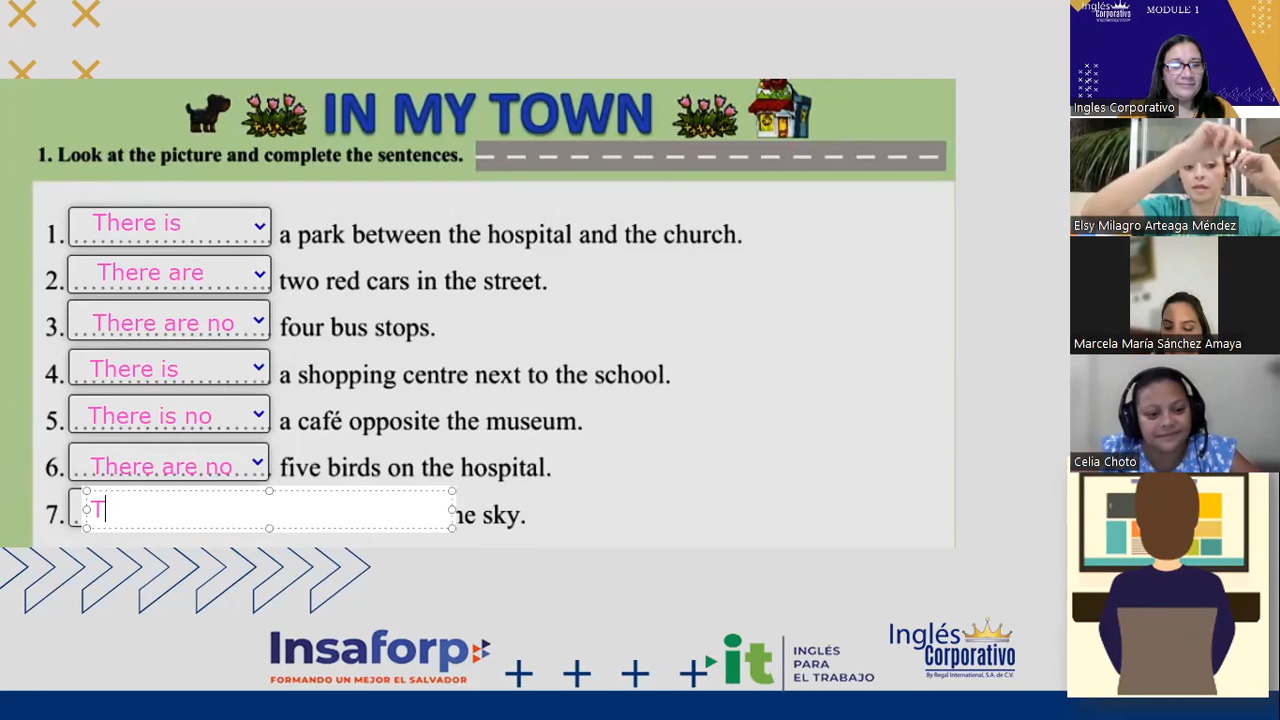 IN MY TOWN
1. Look at the picture and complete the sentences.
1. There is a park between the hospital and the church.
2. There are two red cars in the street.
3. There are no four bus stops.
4. There is a shopping centre next to the school.
5. There is no a café opposite the museum.
6. There are no five birds on the hospital.
7. T he sky.
Insaforp
FORMANDO UN MEJOR EL SALVADOR
it
INGLÉS
PARA
EL TRABAJO
Inglés
Corporativo
By Regal International, S.A. de C.V.
Inglés
Corporativo
MODULE 1
Ingles Corporativo
Elsy Milagro Arteaga Méndez
Marcela María Sánchez Amaya
Celia Choto